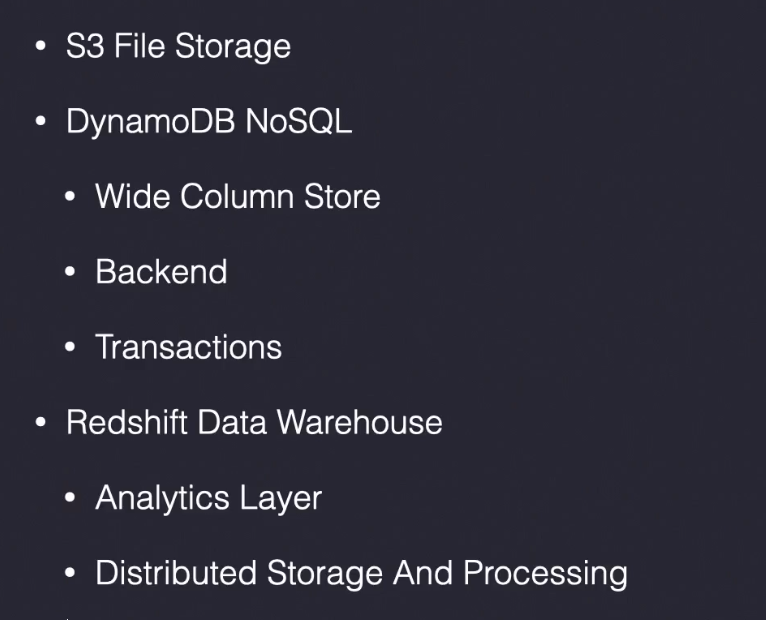 • S3 File Storage
• DynamoDB NoSQL
• Wide Column Store
• Backend
• Transactions
• Redshift Data Warehouse
• Analytics Layer
• Distributed Storage And Processing